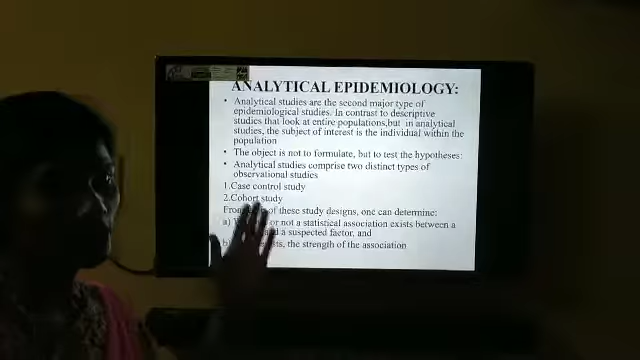 ANALYTICAL EPIDEMIOLOGY:
• Analytical studies are the second major type of
epidemiological studies. In contrast to descriptive
studies that look at entire populations,but in analytical
studies, the subject of interest is the individual within the
population
• The object is not to formulate, but to test the hypotheses:
• Analytical studies comprise two distinct types of
observational studies
1.Case control study
2.Cohort study
of these study designs, one can determine:
a) or not a statistical association exists between a
and a suspected factor, and
the strength of the association